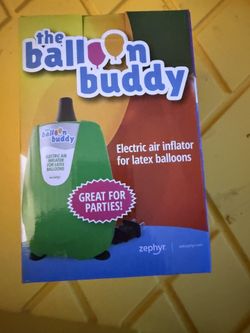 the
balloon
buddy
Electric air inflator
for latex balloons
the
balloon
buddy
ELECTRIC AIR
INFLATOR
FOR LATEX
BALLOONS
GREAT FOR
PARTIES!
zephyr